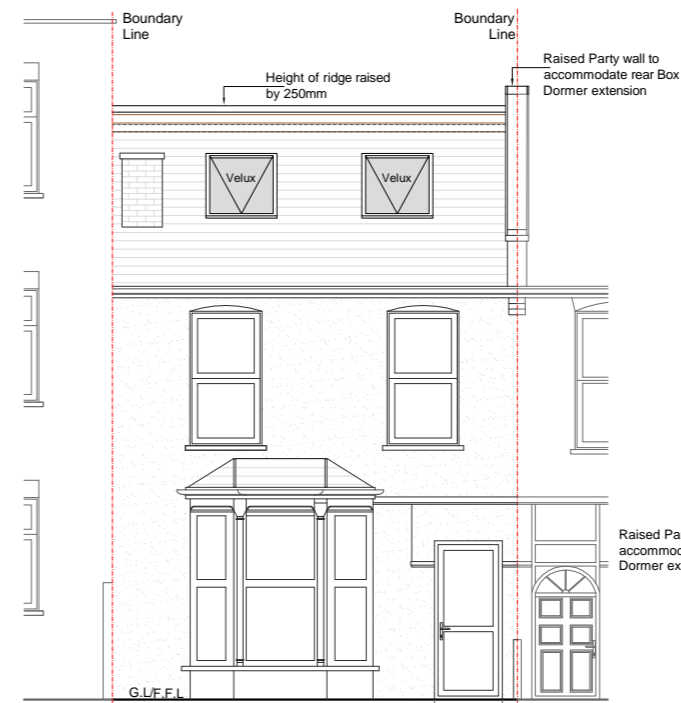 Boundary
Line
Boundary
Line
Raised Party wall to
accommodate rear Box
Dormer extension
Height of ridge raised
by 250mm
Velux
Velux
Raised Pa
accommoc
Dormer ex
G.L/F.F.L